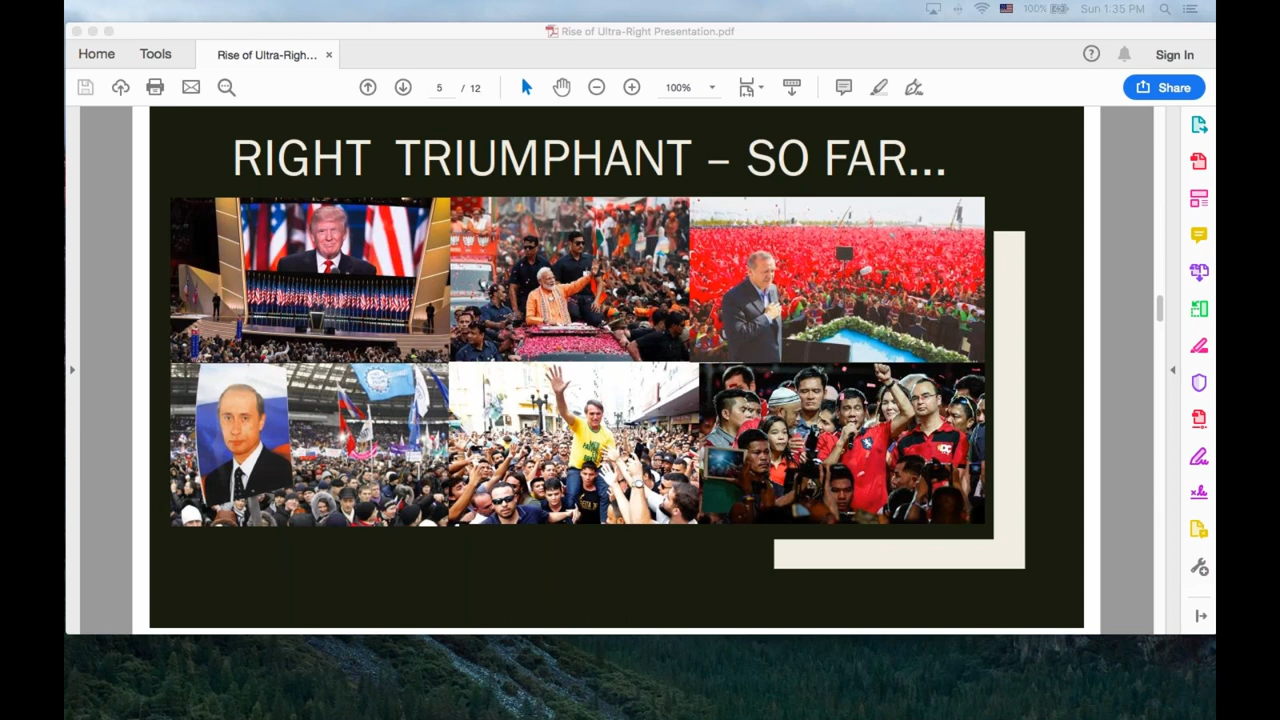 100%
Sun 1:35 PM
Rise of Ultra-Right Presentation.pdf
Home
Tools
Rise of Ultra-Righ... ×
Sign In
5 / 12
100%
Share
RIGHT TRIUMPHANT – SO FAR...